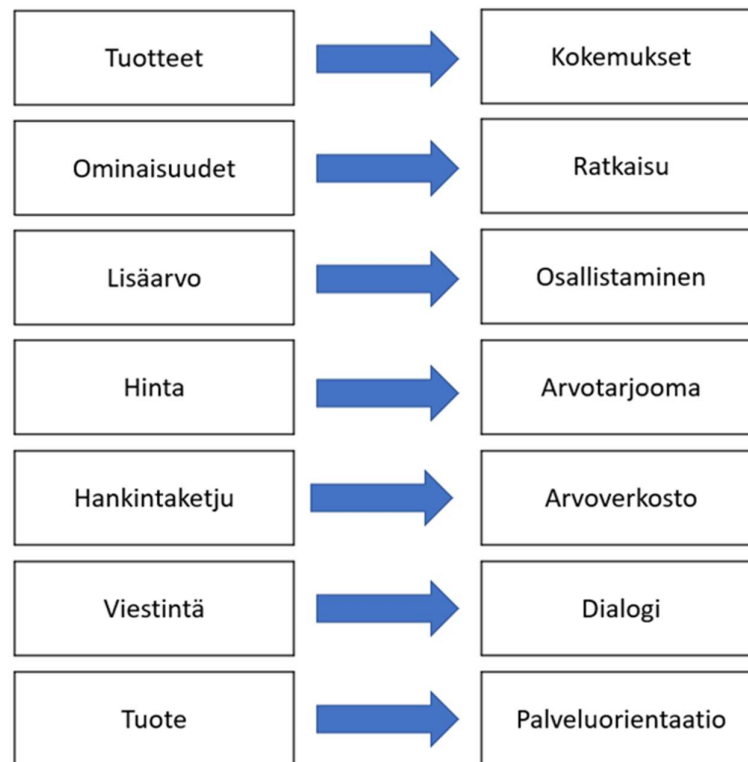 Tuotteet
Kokemukset
Ominaisuudet
Ratkaisu
Lisäarvo
Osallistaminen
Hinta
Arvotarjooma
Hankintaketju
Arvoverkosto
Viestintä
Dialogi
Tuote
Palveluorientaatio